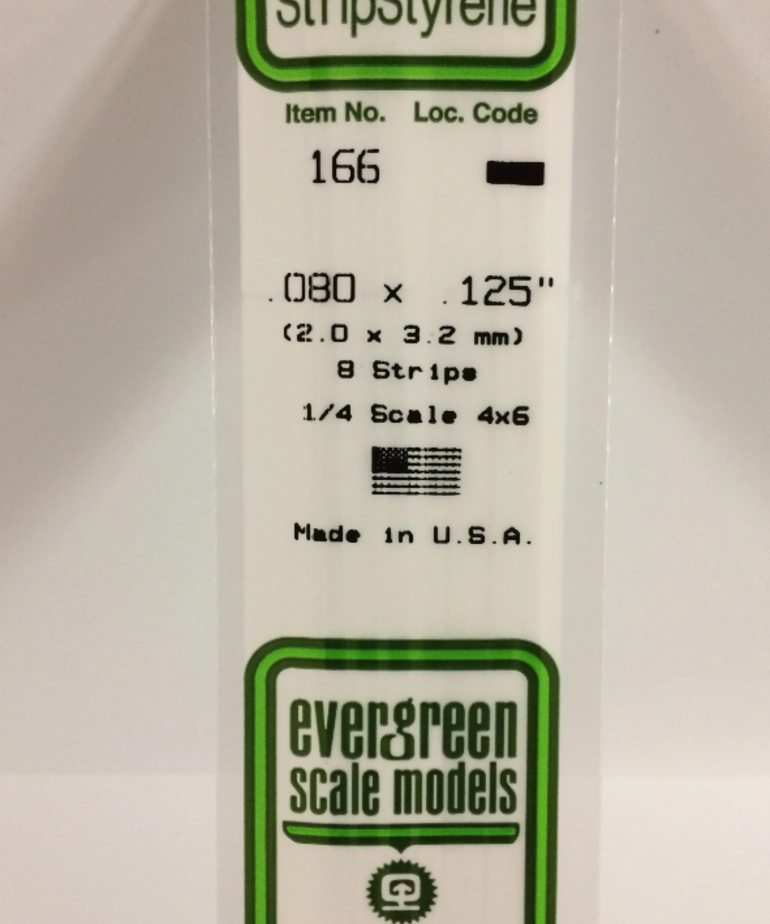 StripStyrene
Item No. Loc. Code
166
.080 x .125"
(2.0 x 3.2 mm)
8 Strips
1/4 Scale 4x6
Made in U.S.A.
evergreen
scale models